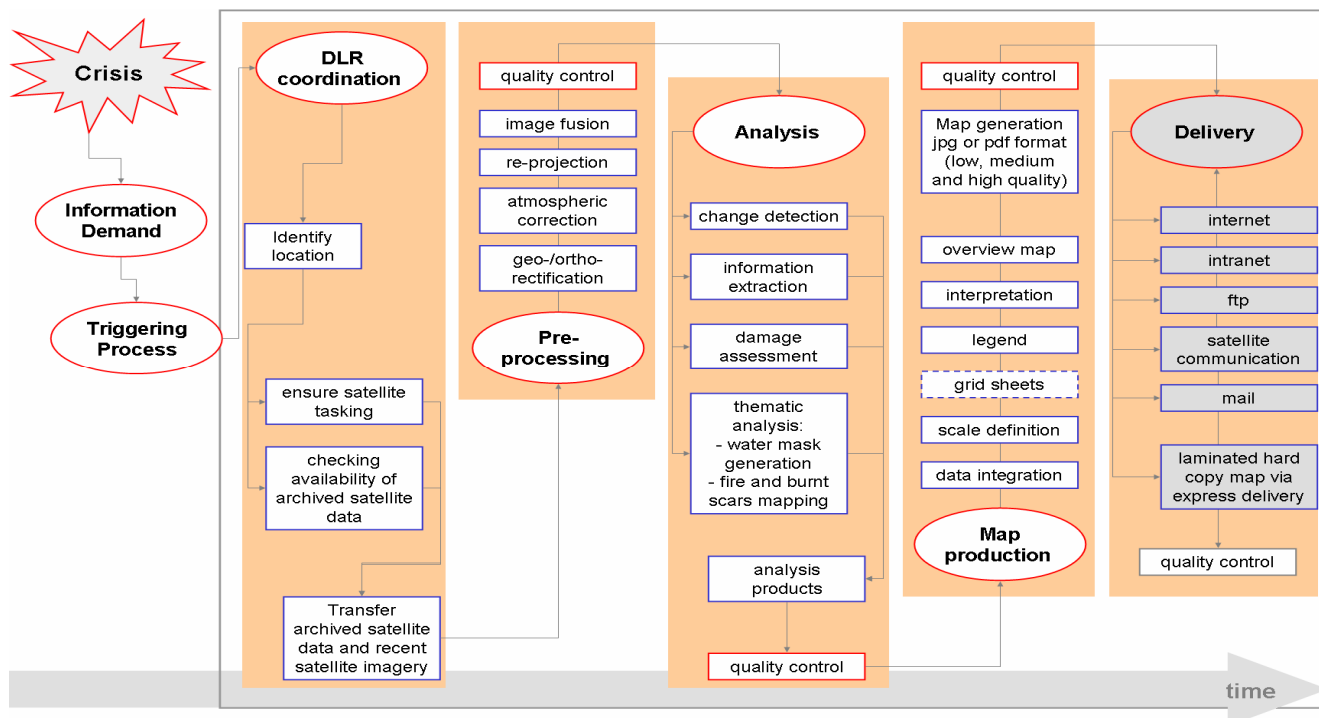 Crisis
Information
Demand
Triggering
Process
DLR
coordination
Identify
location
ensure satellite
tasking
checking
availability of
archived satellite
data
Transfer
archived satellite
data and recent
satellite imagery
quality control
image fusion
re-projection
atmospheric
correction
geo-/ortho-
rectification
Pre-
processing
Analysis
change detection
information
extraction
damage
assessment
thematic
analysis:
- water mask
generation
- fire and burnt
scars mapping
analysis
products
quality control
quality control
Map generation
jpg or pdf format
(low, medium
and high quality)
overview map
interpretation
legend
grid sheets
scale definition
data integration
Map
production
Delivery
internet
intranet
ftp
satellite
communication
mail
laminated hard
copy map via
express delivery
quality control
time